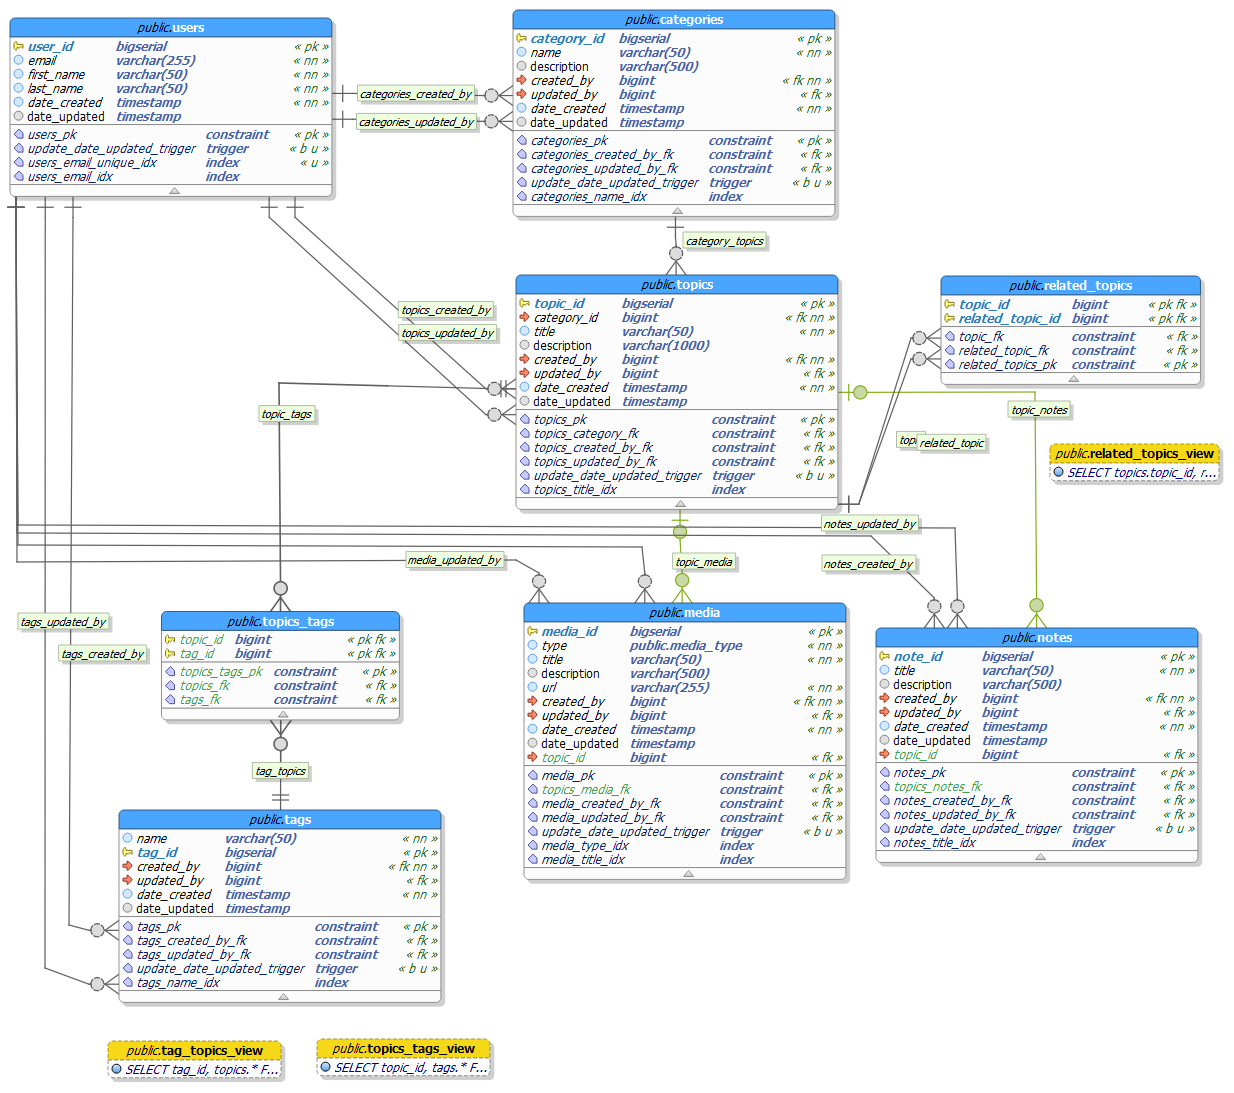 public.users
user_id bigserial « pk »
email varchar(255) « nn »
first_name varchar(50) « nn »
last_name varchar(50) « nn »
date_created timestamp « nn »
date_updated timestamp
users_pk constraint « pk »
update_date_updated_trigger trigger « b u »
users_email_unique_idx index « u »
users_email_idx index
categories_created_by
categories_updated_by
public.categories
category_id bigserial « pk »
name varchar(50) « nn »
description varchar(500)
created_by bigint « fk nn »
updated_by bigint « fk »
date_created timestamp « nn »
date_updated timestamp
categories_pk constraint « pk »
categories_created_by_fk constraint « fk »
categories_updated_by_fk constraint « fk »
update_date_updated_trigger trigger « b u »
categories_name_idx index
category_topics
topics_created_by
topics_updated_by
public.topics
topic_id bigserial « pk »
category_id bigint « fk nn »
title varchar(50) « nn »
description varchar(1000)
created_by bigint « fk nn »
updated_by bigint « fk »
date_created timestamp « nn »
date_updated timestamp
topics_pk constraint « pk »
topics_category_fk constraint « fk »
topics_created_by_fk constraint « fk »
topics_updated_by_fk constraint « fk »
update_date_updated_trigger trigger « b u »
topics_title_idx index
public.related_topics
topic_id bigint « pk fk »
related_topic_id bigint « pk fk »
topic_fk constraint « fk »
related_topic_fk constraint « fk »
related_topics_pk constraint « pk »
topic_tags
topic_notes
related_topic
public.related_topics_view
SELECT topics.topic_id, r...
notes_updated_by
notes_created_by
media_updated_by
topic_media
tags_updated_by
tags_created_by
public.topics_tags
topic_id bigint « pk fk »
tag_id bigint « pk fk »
topics_tags_pk constraint « pk »
topics_fk constraint « fk »
tags_fk constraint « fk »
tag_topics
public.media
media_id bigserial « pk »
type public.media_type « nn »
title varchar(50) « nn »
description varchar(500)
url varchar(255) « nn »
created_by bigint « fk nn »
updated_by bigint « fk »
date_created timestamp « nn »
date_updated timestamp
topic_id bigint « fk »
media_pk constraint « pk »
topics_media_fk constraint « fk »
media_created_by_fk constraint « fk »
media_updated_by_fk constraint « fk »
update_date_updated_trigger trigger « b u »
media_type_idx index
media_title_idx index
public.notes
note_id bigserial « pk »
title varchar(50) « nn »
description varchar(500)
created_by bigint « fk nn »
updated_by bigint « fk »
date_created timestamp « nn »
date_updated timestamp
topic_id bigint « fk »
notes_pk constraint « pk »
topics_notes_fk constraint « fk »
notes_created_by_fk constraint « fk »
notes_updated_by_fk constraint « fk »
update_date_updated_trigger trigger « b u »
notes_title_idx index
public.tags
name varchar(50) « nn »
tag_id bigserial « pk »
created_by bigint « fk nn »
updated_by bigint « fk »
date_created timestamp « nn »
date_updated timestamp
tags_pk constraint « pk »
tags_created_by_fk constraint « fk »
tags_updated_by_fk constraint « fk »
update_date_updated_trigger trigger « b u »
tags_name_idx index
public.tag_topics_view
SELECT tag_id, topics.* F...
public.topics_tags_view
SELECT topic_id, tags.* F...